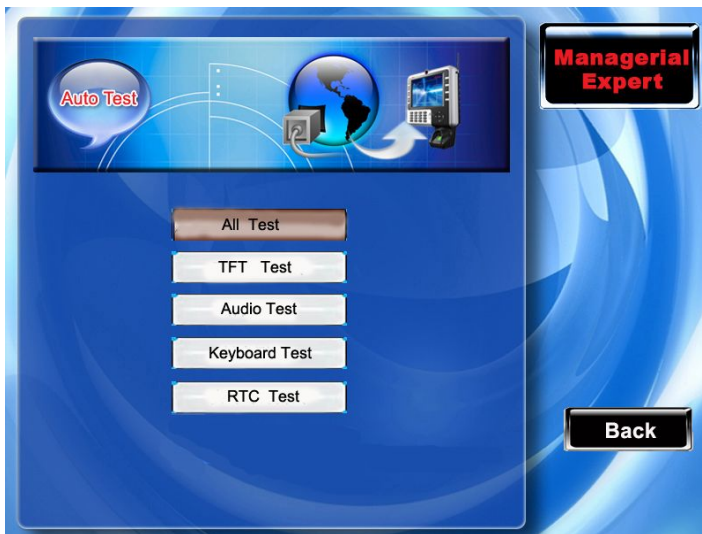 Auto Test
Managerial
Expert
All Test
TFT Test
Audio Test
Keyboard Test
RTC Test
Back